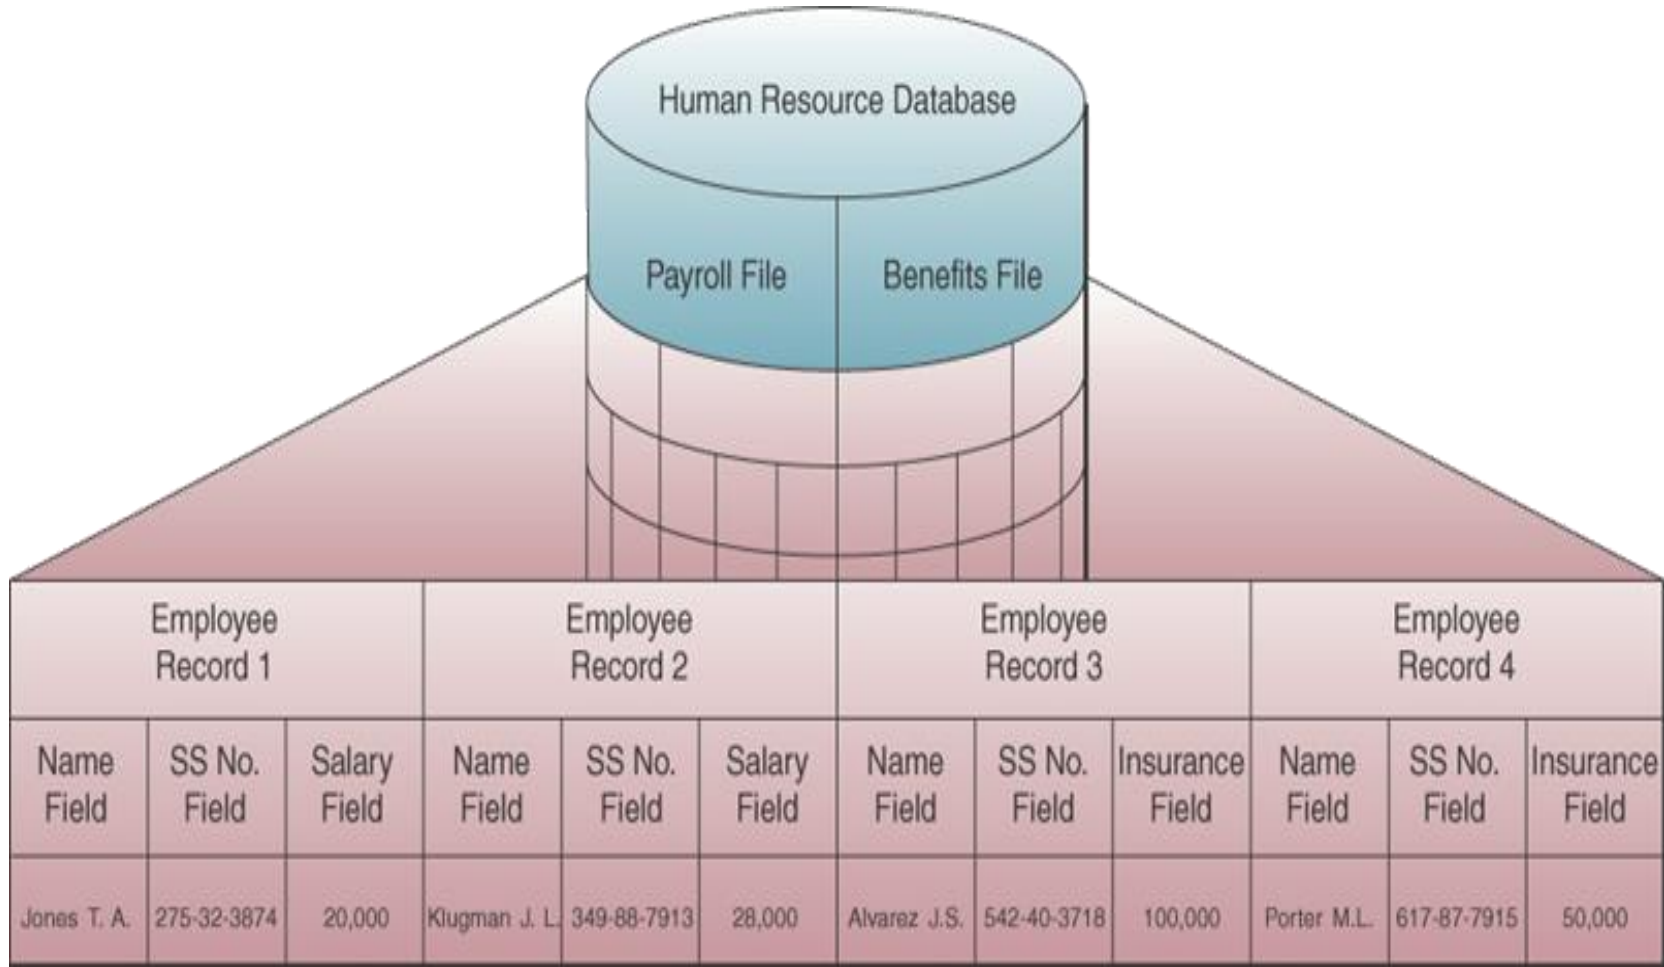 Human Resource Database
Payroll File Benefits File
Employee Employee Employee Employee
Record 1 Record 2 Record 3 Record 4
Name SS No. Salary Name SS No. Salary Name SS No. Insurance Name SS No. Insurance
Field Field Field Field Field Field Field Field Field Field Field Field
Jones T. A. 275-32-3874 20,000 Klugman J. L. 349-88-7913 28,000 Alvarez J.S. 542-40-3718 100,000 Porter M.L. 617-87-7915 50,000